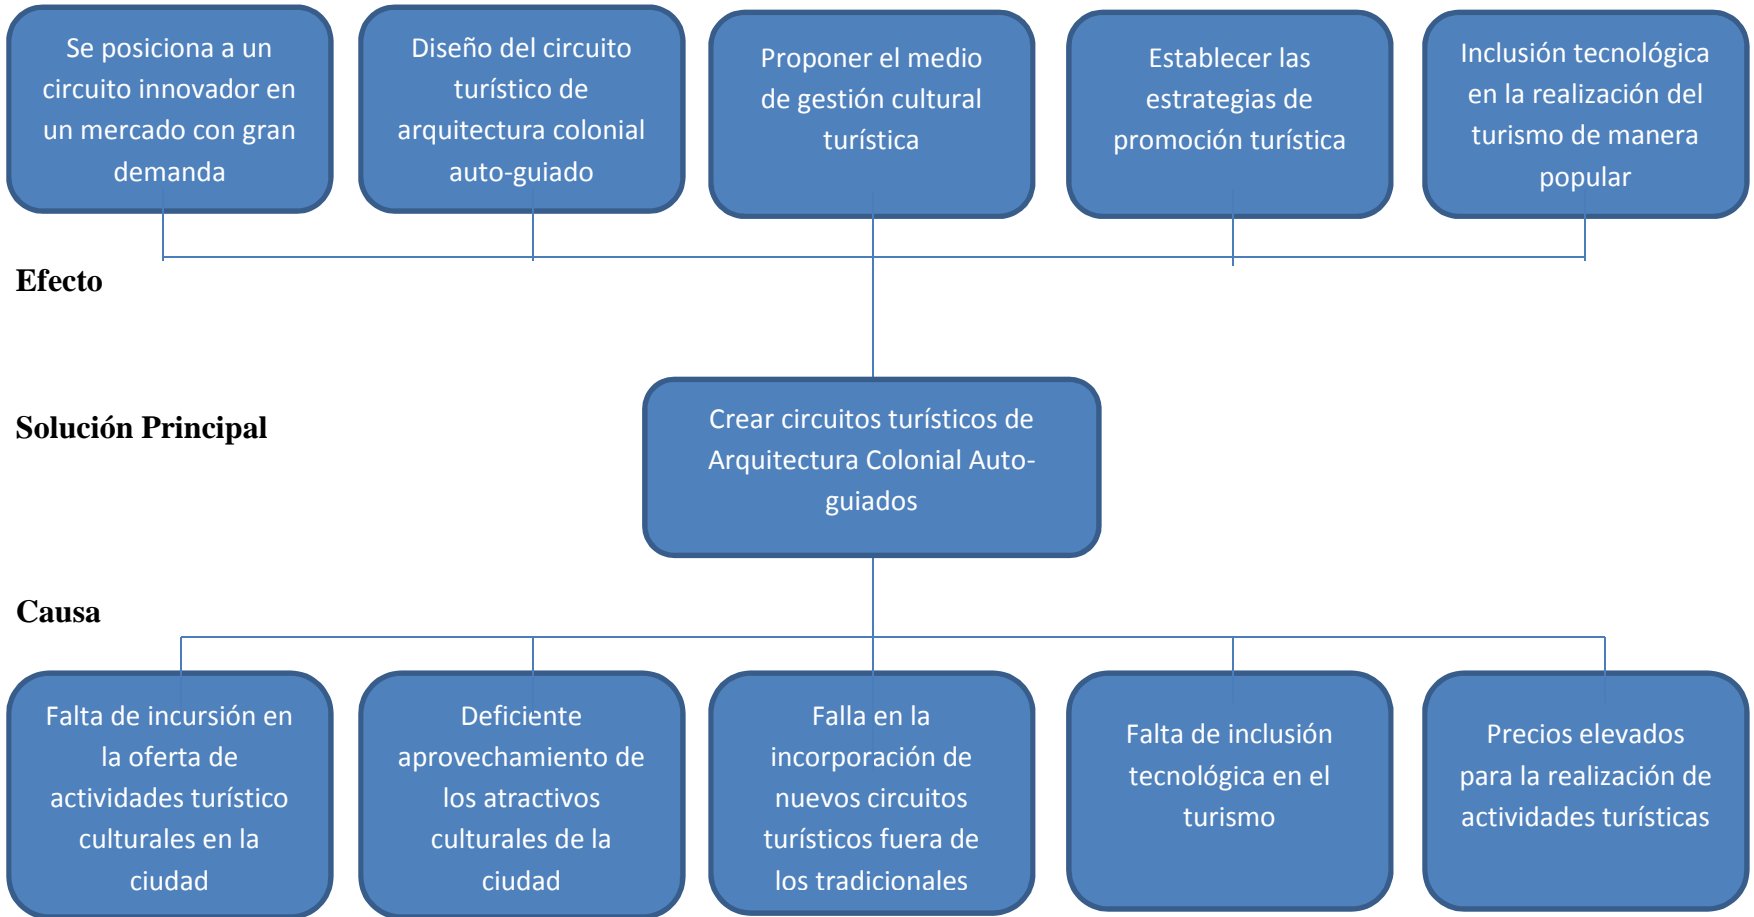 Se posiciona a un
circuito innovador en
un mercado con gran
demanda
Diseño del circuito
turístico de
arquitectura colonial
auto-guiado
Proponer el medio
de gestión cultural
turística
Establecer las
estrategias de
promoción turística
Inclusión tecnológica
en la realización del
turismo de manera
popular
Efecto
Solución Principal
Crear circuitos turísticos de
Arquitectura Colonial Auto-
guiados
Causa
Falta de incursión en
la oferta de
actividades turístico
culturales en la
ciudad
Deficiente
aprovechamiento de
los atractivos
culturales de la
ciudad
Falla en la
incorporación de
nuevos circuitos
turísticos fuera de
los tradicionales
Falta de inclusión
tecnológica en el
turismo
Precios elevados
para la realización de
actividades turísticas